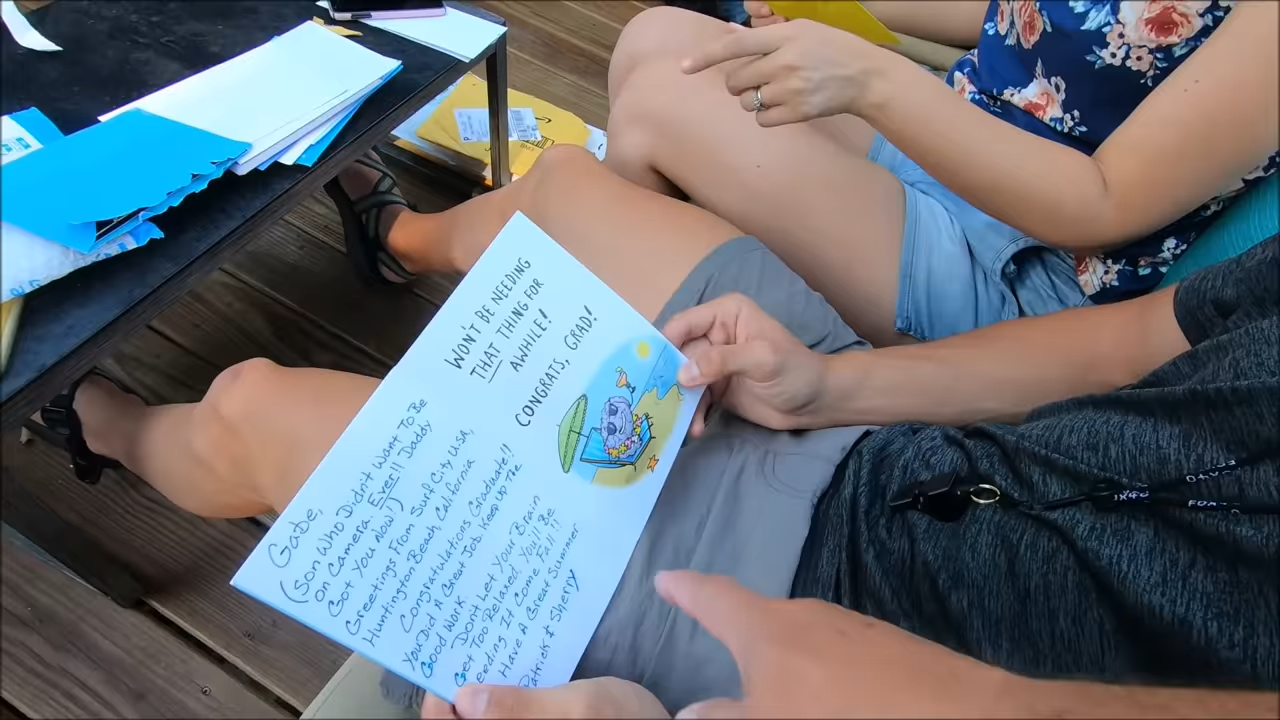 WON'T BE NEEDING
THAT THING FOR
AWHILE!
CONGRATS, GRAD!
GaBe,
(Son Who Didn't Want To Be
on Camera. Ever!! Daddy
Got You Now!)
Greetings From Surf City USA,
Huntington Beach, California
Congratulations Graduate!!
You Did A Great Job. Keep Up The
Good Work.
Don't Let Your Brain
Get Too Relaxed. You'll Be
eeding It Come Fall!!
Have A Great Summer
Patrick & Sherry